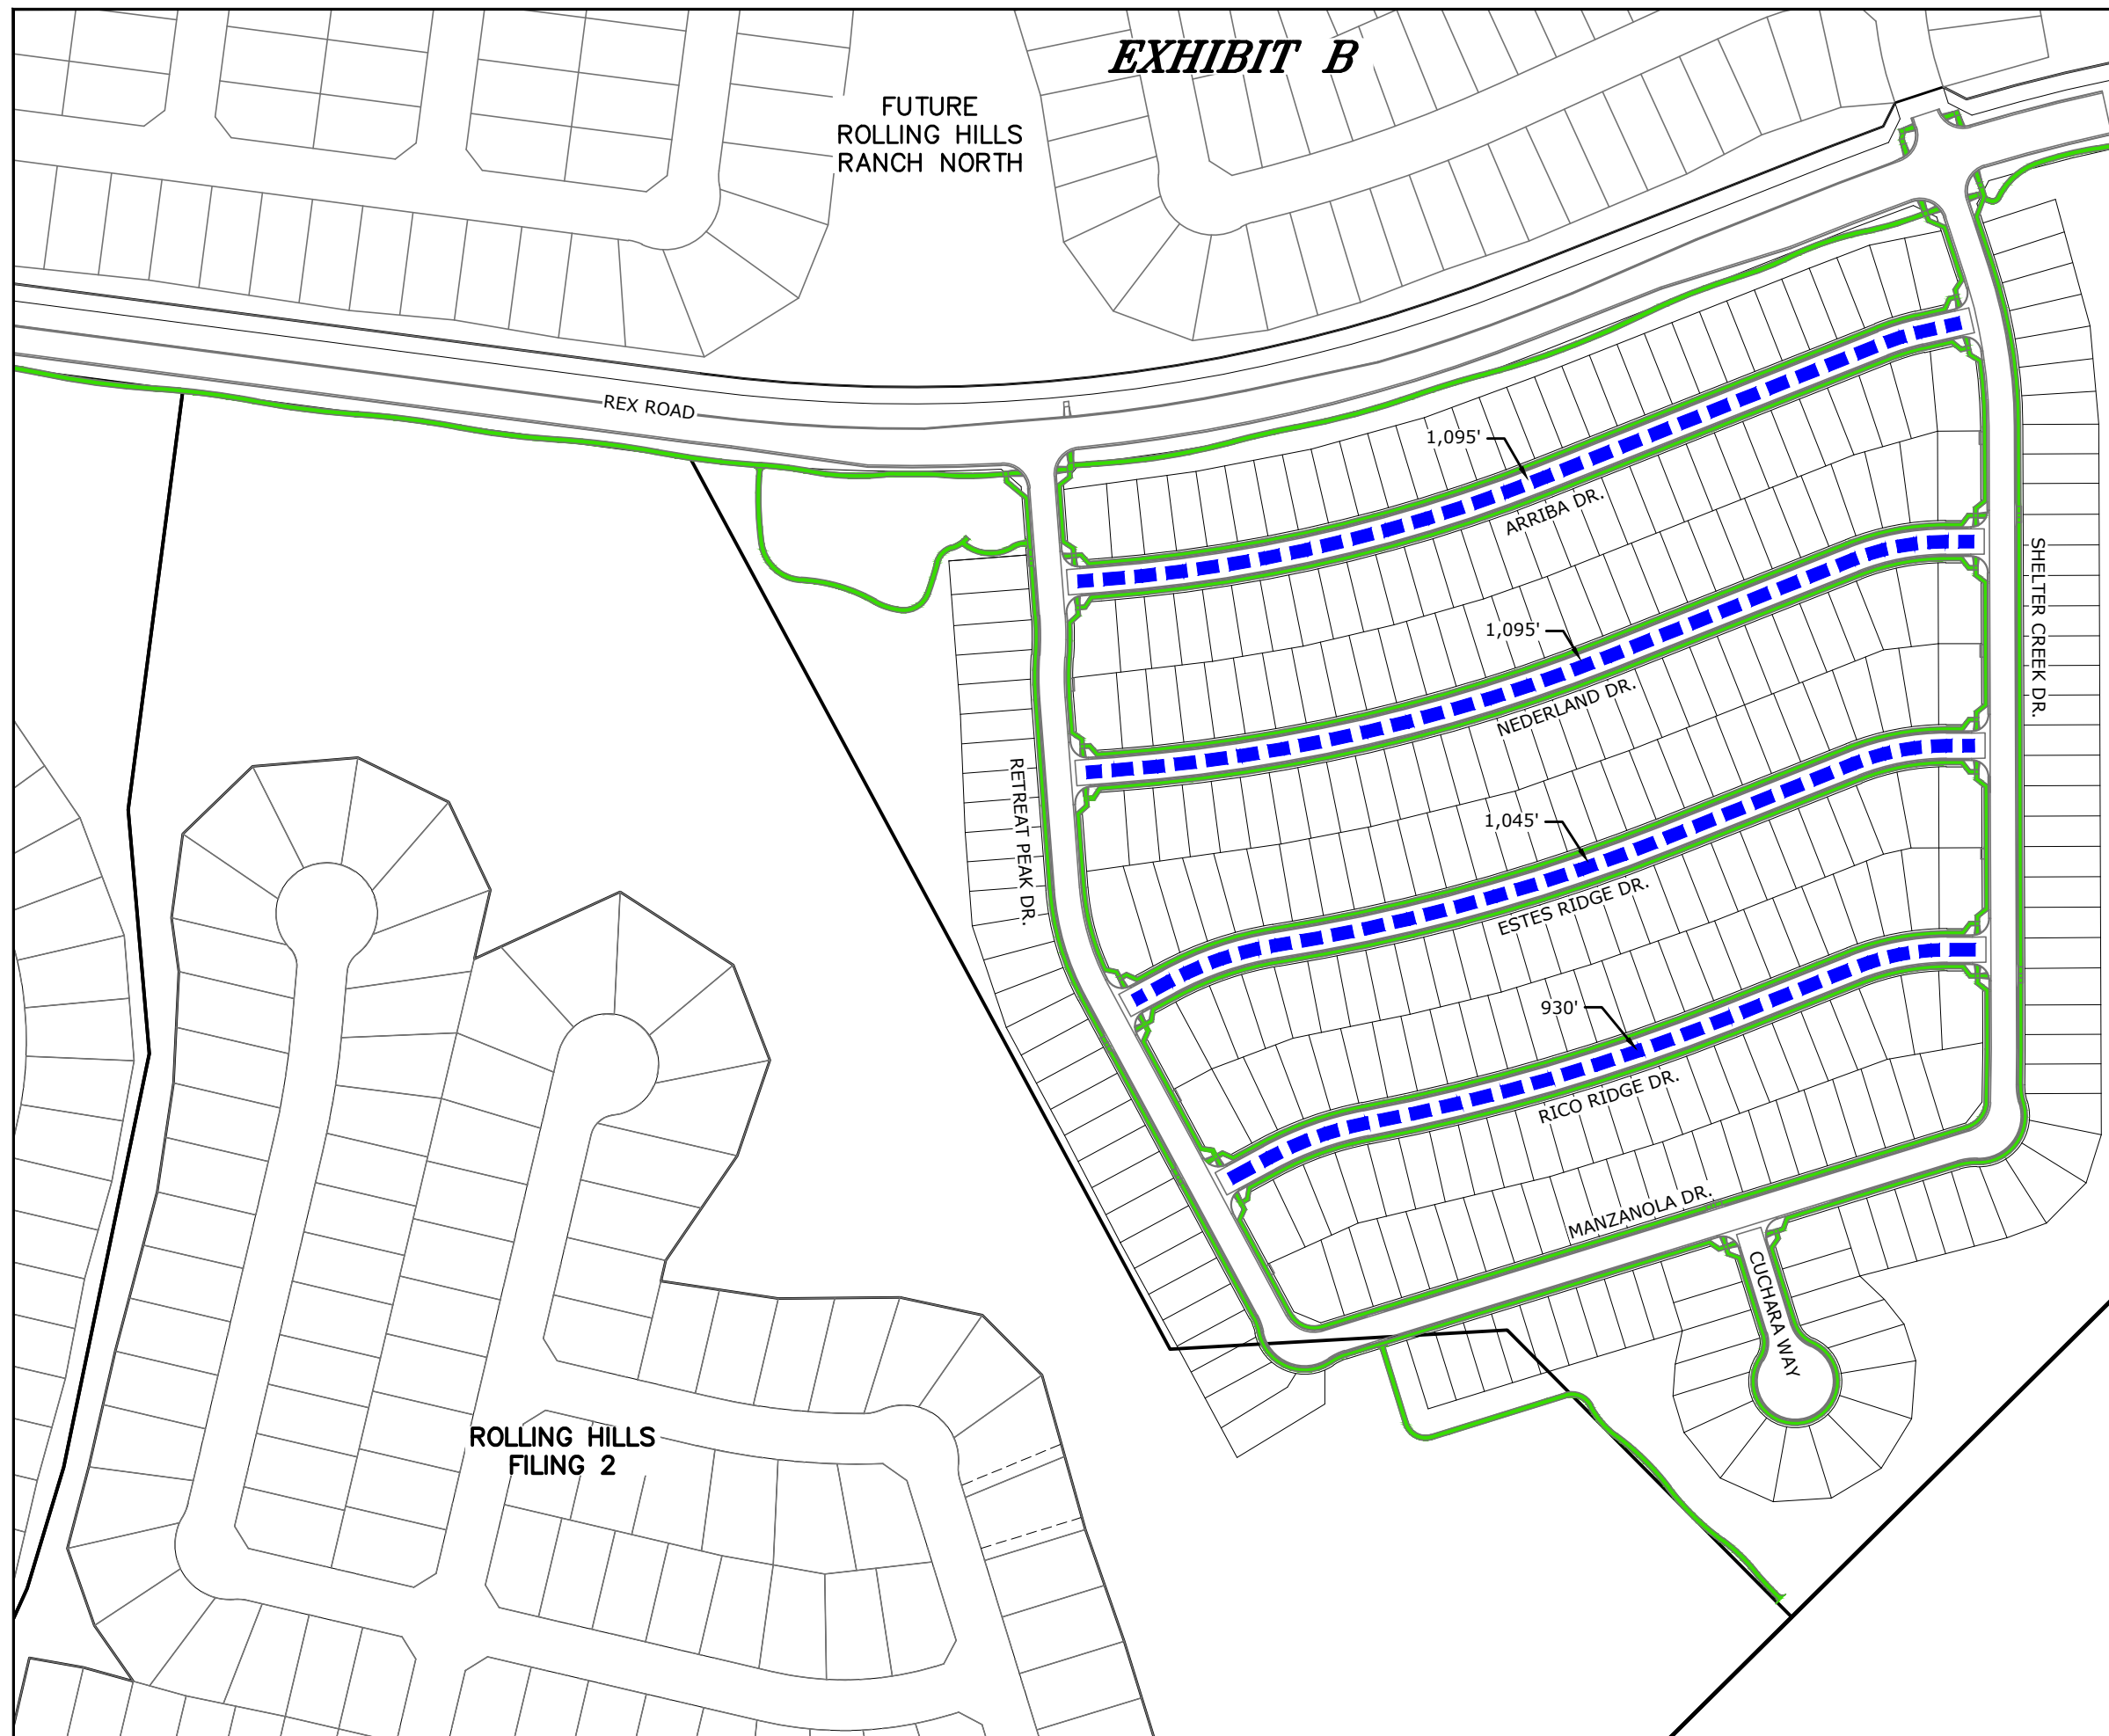 EXHIBIT B
FUTURE
ROLLING HILLS
RANCH NORTH
REX ROAD
1,095'
ARRIBA DR.
1,095'
NEDERLAND DR.
SHELTER CREEK DR.
RETREAT PEAK DR.
1,045'
ESTES RIDGE DR.
930'
RICO RIDGE DR.
MANZANOLA DR.
CUCHARA WAY
ROLLING HILLS
FILING 2